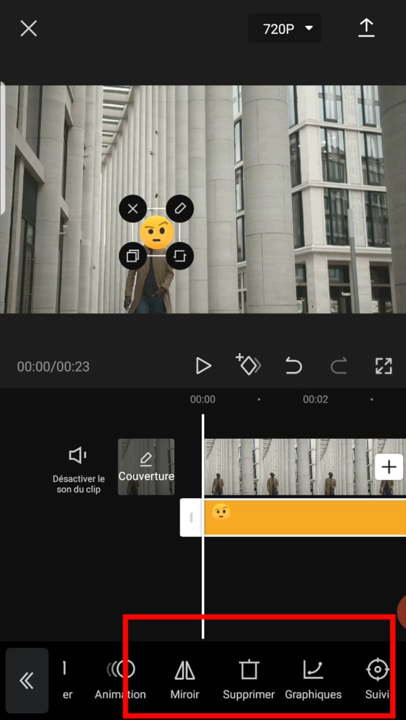 720P
00:00/00:23
00:00
00:02
Désactiver le
son du clip
Couverture
er
Animation
Miroir
Supprimer
Graphiques
Suivi